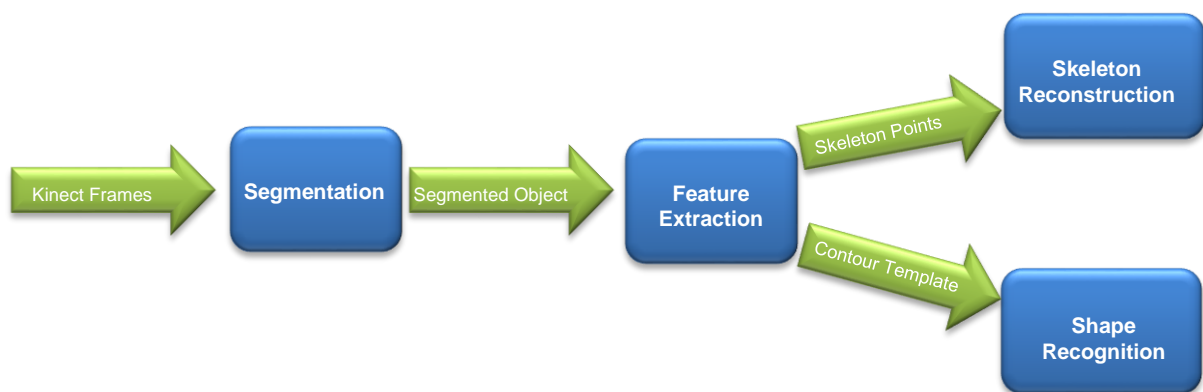 Kinect Frames
Segmentation
Segmented Object
Feature
Extraction
Skeleton Points
Skeleton
Reconstruction
Contour Template
Shape
Recognition